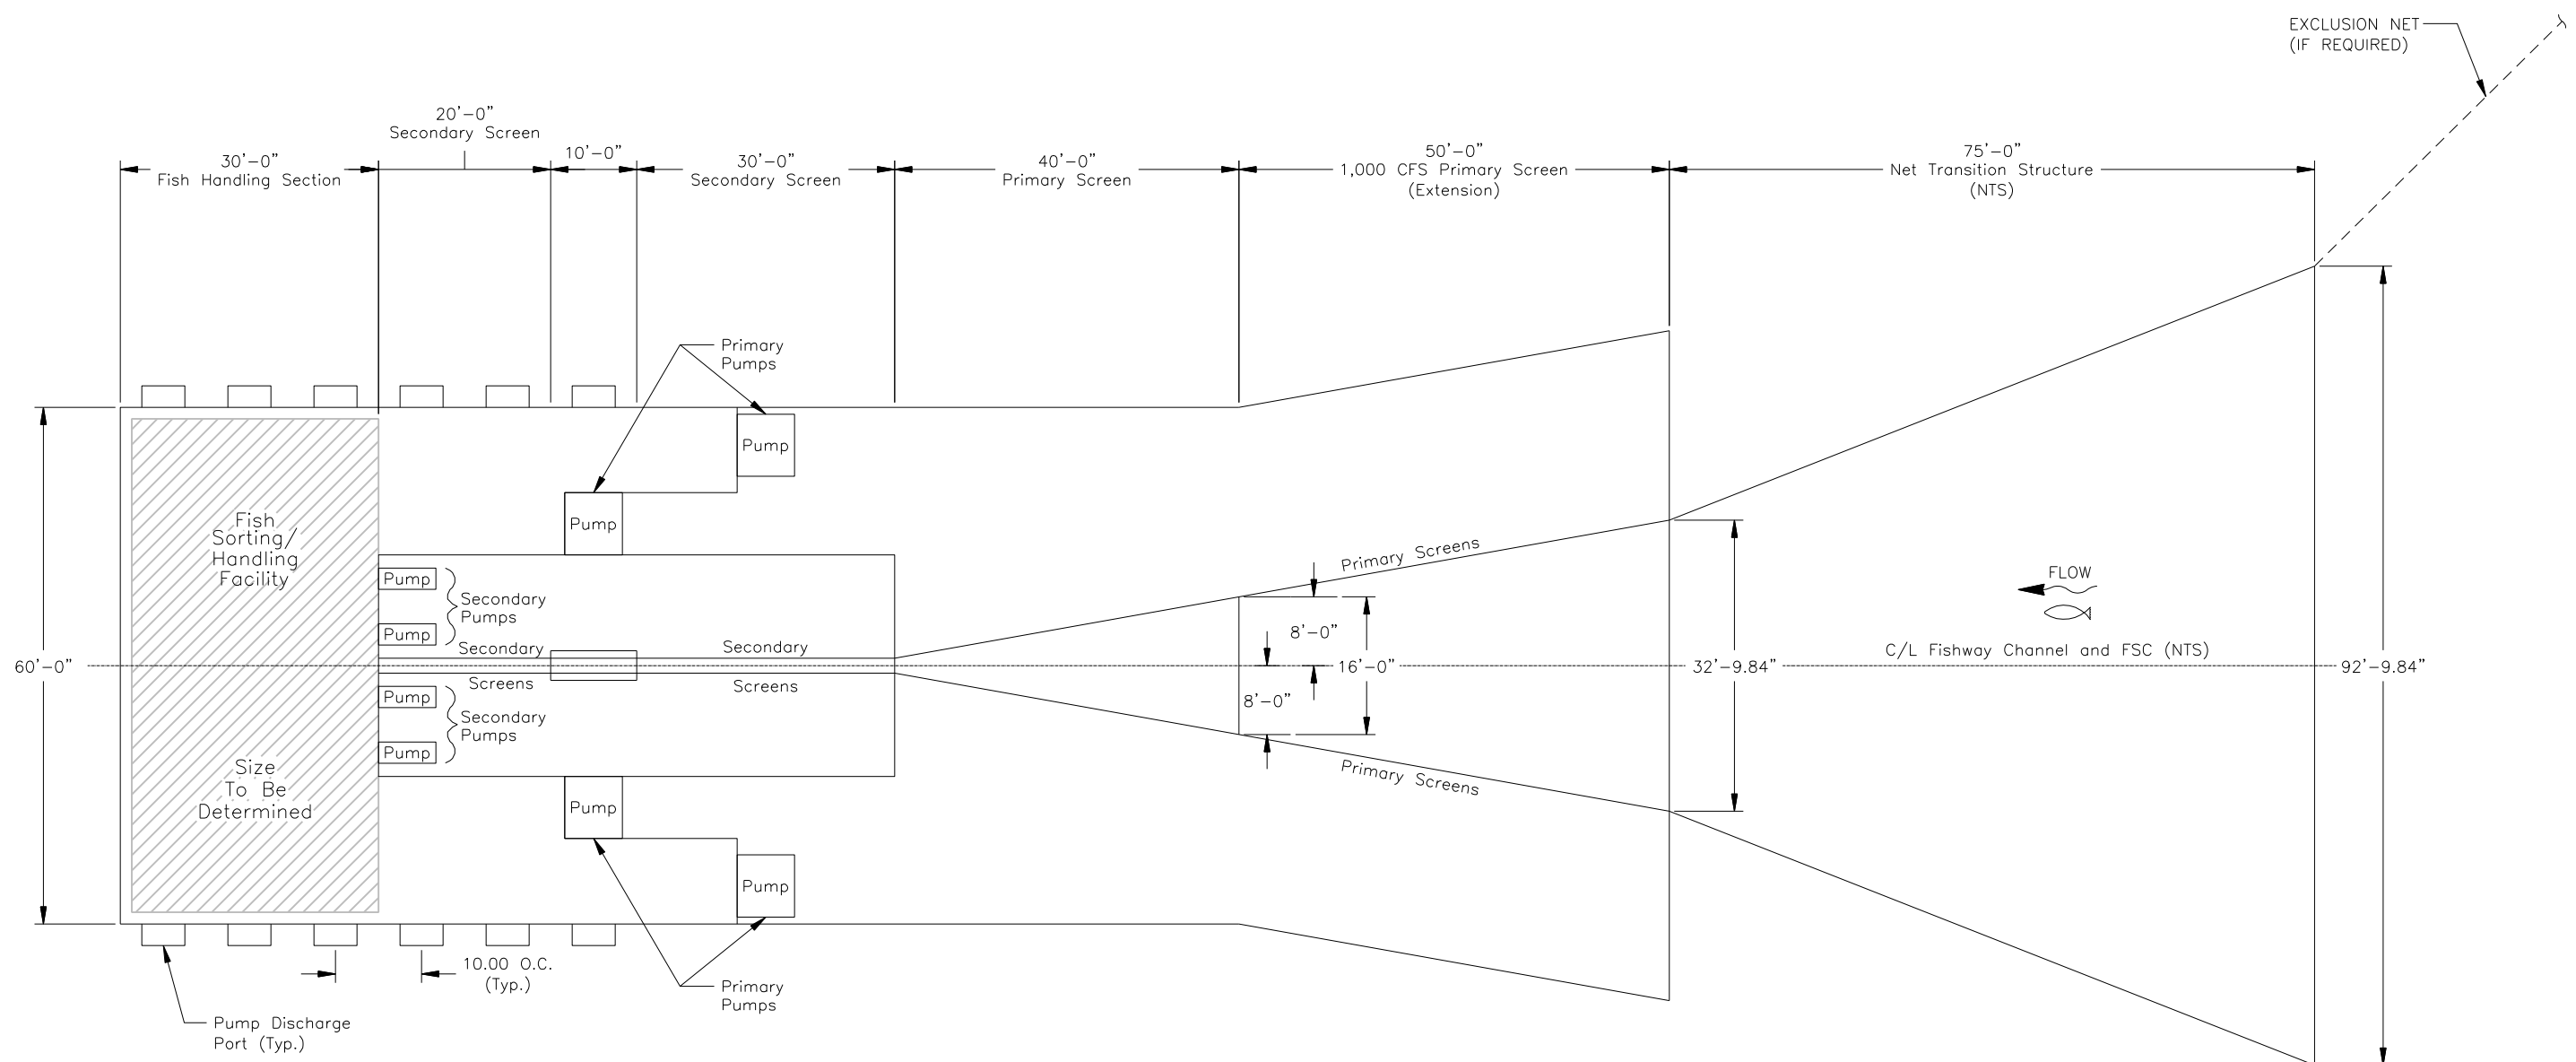 EXCLUSION NET
(IF REQUIRED)
20'-0"
Secondary Screen
30'-0"
Fish Handling Section
10'-0"
30'-0"
Secondary Screen
40'-0"
Primary Screen
50'-0"
1,000 CFS Primary Screen
(Extension)
75'-0"
Net Transition Structure
(NTS)
Primary
Pumps
Pump
Pump
Fish
Sorting/
Handling
Facility
Pump
Secondary
Pumps
Pump
Secondary
Secondary
Screens
Screens
Pump
Secondary
Pumps
Pump
Size
To Be
Determined
Pump
Pump
Primary
Pumps
60'-0"
Primary Screens
8'-0"
16'-0"
8'-0"
Primary Screens
32'-9.84"
FLOW
C/L Fishway Channel and FSC (NTS)
92'-9.84"
10.00 O.C.
(Typ.)
Pump Discharge
Port (Typ.)